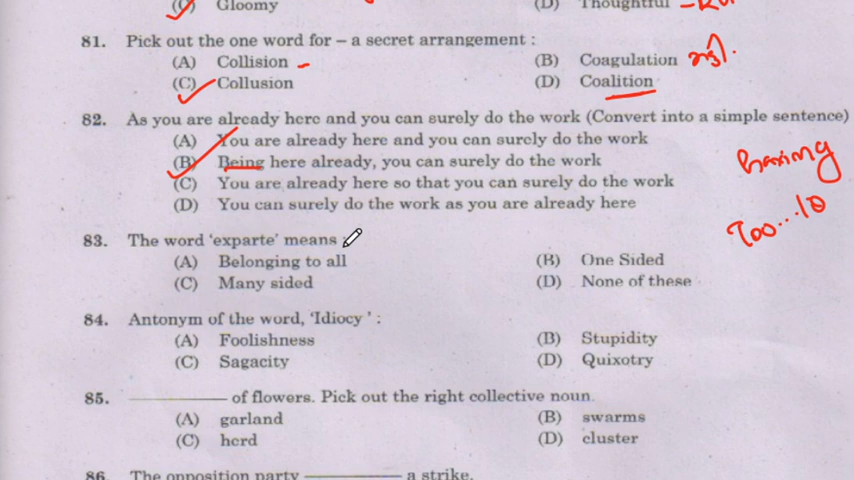 (C) Gloomy (D) Thoughtful
81. Pick out the one word for – a secret arrangement :
(A) Collision (B) Coagulation
(C) Collusion (D) Coalition
82. As you are already here and you can surely do the work (Convert into a simple sentence)
(A) You are already here and you can surely do the work
(B) Being here already, you can surely do the work
(C) You are already here so that you can surely do the work
(D) You can surely do the work as you are already here
having
Too...to
83. The word 'exparte' means :
(A) Belonging to all (B) One Sided
(C) Many sided (D) None of these
84. Antonym of the word, 'Idiocy' :
(A) Foolishness (B) Stupidity
(C) Sagacity (D) Quixotry
85. ________ of flowers. Pick out the right collective noun.
(A) garland (B) swarms
(C) herd (D) cluster
86. The opposition party ________ a strike.